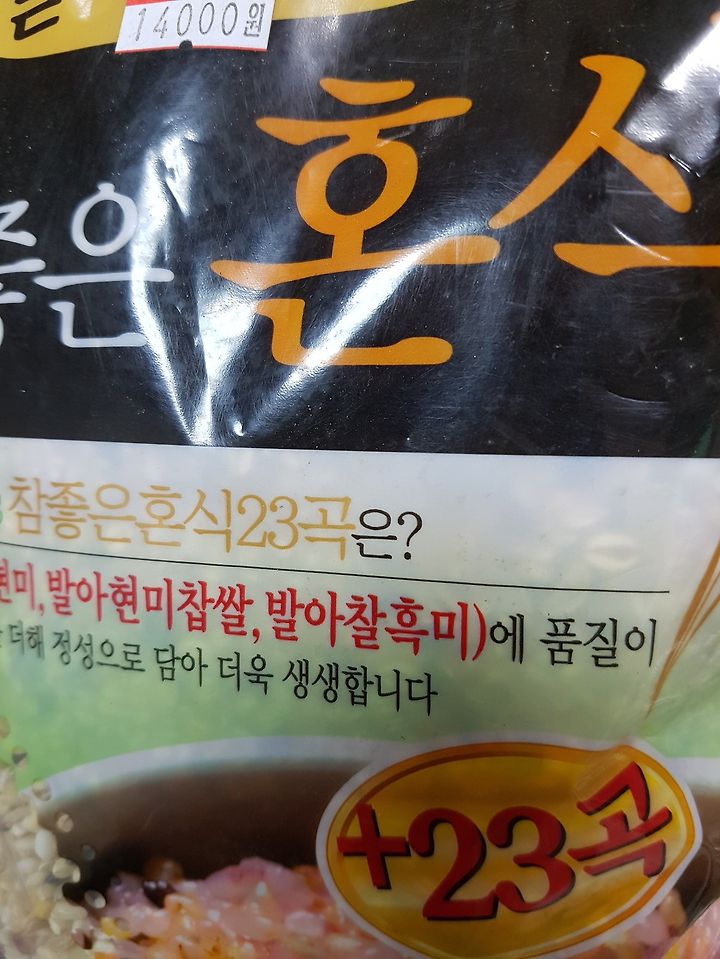 14000원
좋은 혼식
참좋은혼식23곡은?
현미,발아현미찹쌀,발아찰흑미)에 품질이
더해 정성으로 담아 더욱 생생합니다
+23곡